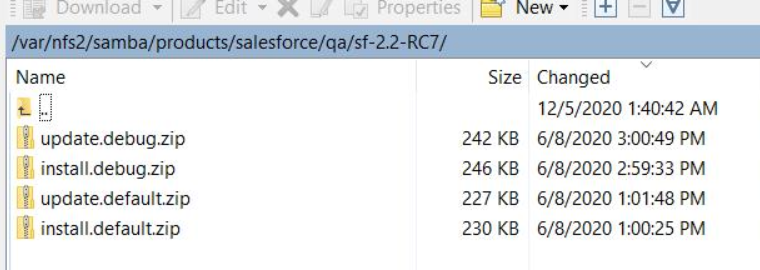 Download Edit Properties New
/var/nfs2/samba/products/salesforce/qa/sf-2.2-RC7/
Name Size Changed
.. 12/5/2020 1:40:42 AM
update.debug.zip 242 KB 6/8/2020 3:00:49 PM
install.debug.zip 246 KB 6/8/2020 2:59:33 PM
update.default.zip 227 KB 6/8/2020 1:01:48 PM
install.default.zip 230 KB 6/8/2020 1:00:25 PM